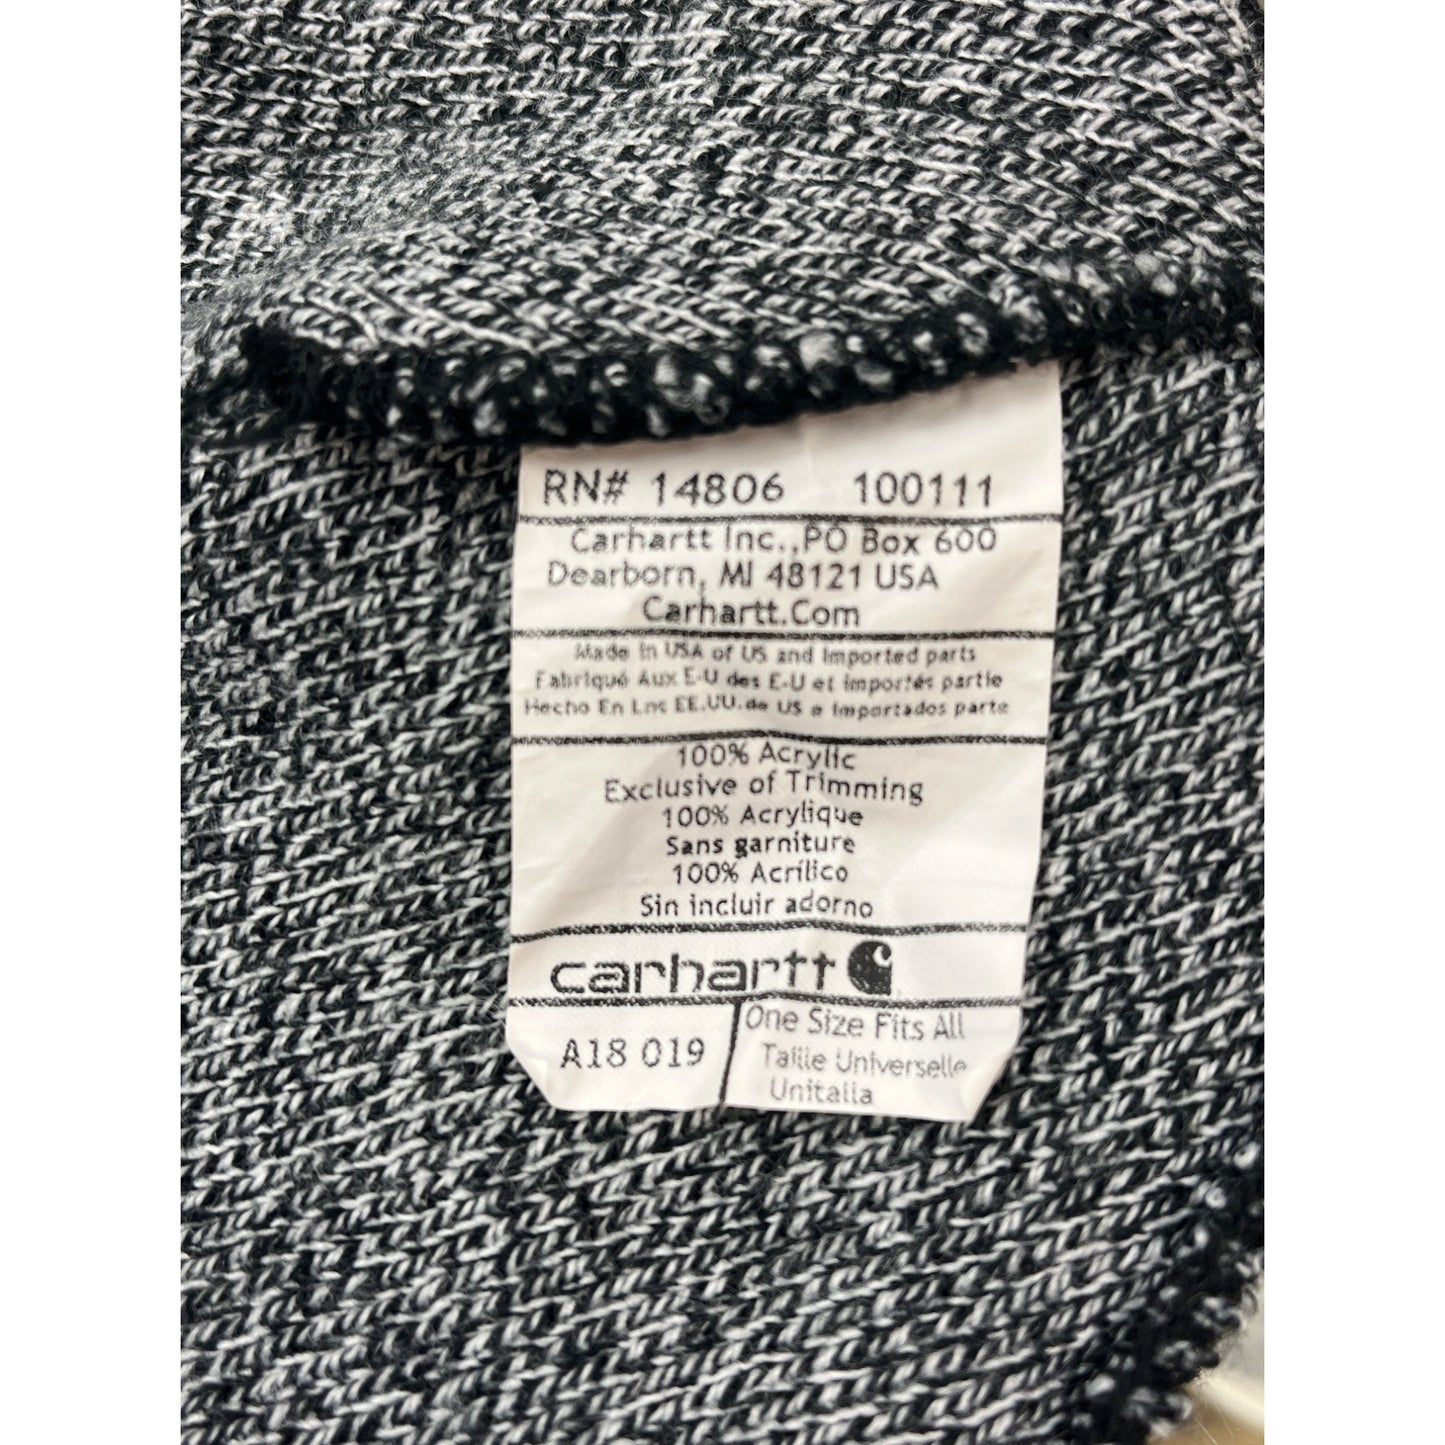 RN# 14806 100111
Carhartt Inc.,PO Box 600
Dearborn, MI 48121 USA
Carhartt.Com
Made In USA of US and Imported parts
Fabriqué Aux E-U des E-U et importés partie
Hecho En Los EE.UU.de US e Importados parte
100% Acrylic
Exclusive of Trimming
100% Acrylique
Sans garniture
100% Acrílico
Sin incluir adorno
carhartt
A18 019
One Size Fits All
Taille Universelle
Unitalla